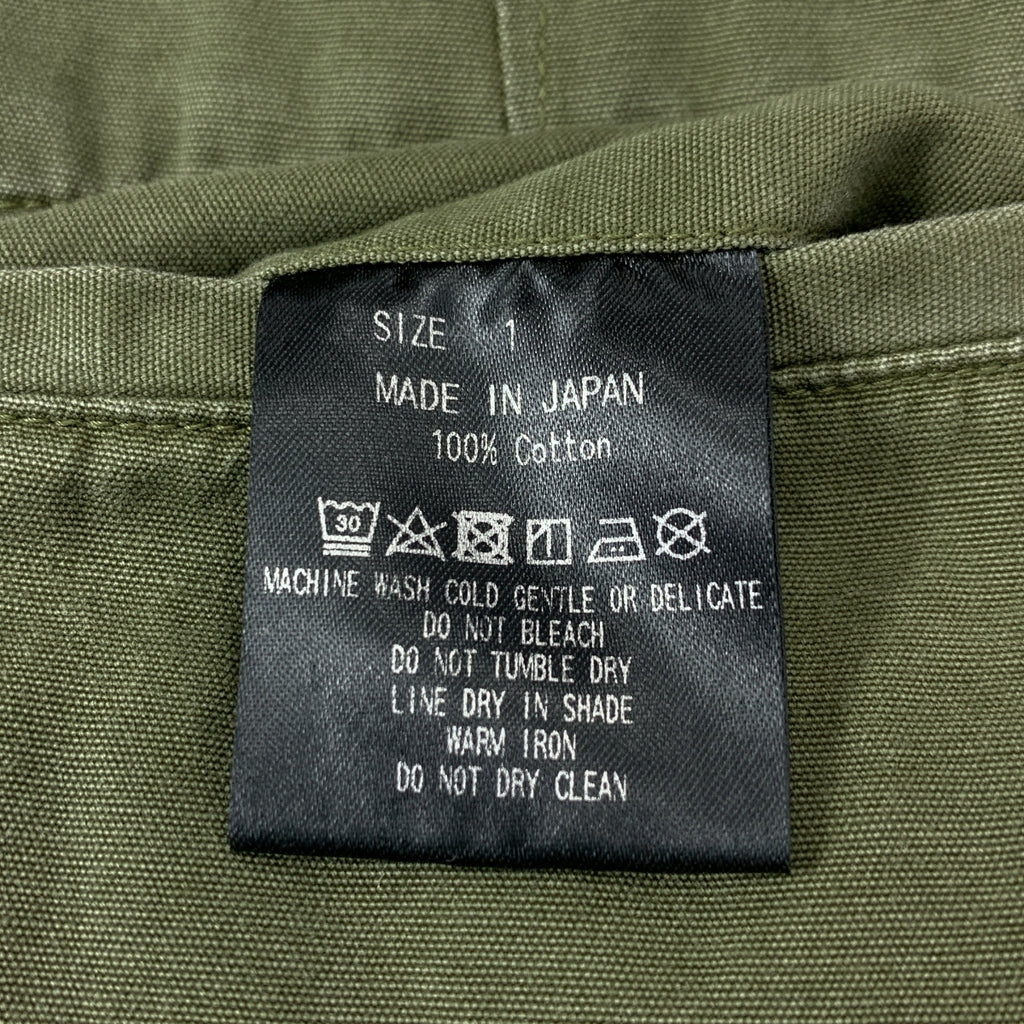 SIZE 1
MADE IN JAPAN
100% Cotton
30
MACHINE WASH COLD GENTLE OR DELICATE
DO NOT BLEACH
DO NOT TUMBLE DRY
LINE DRY IN SHADE
WARM IRON
DO NOT DRY CLEAN